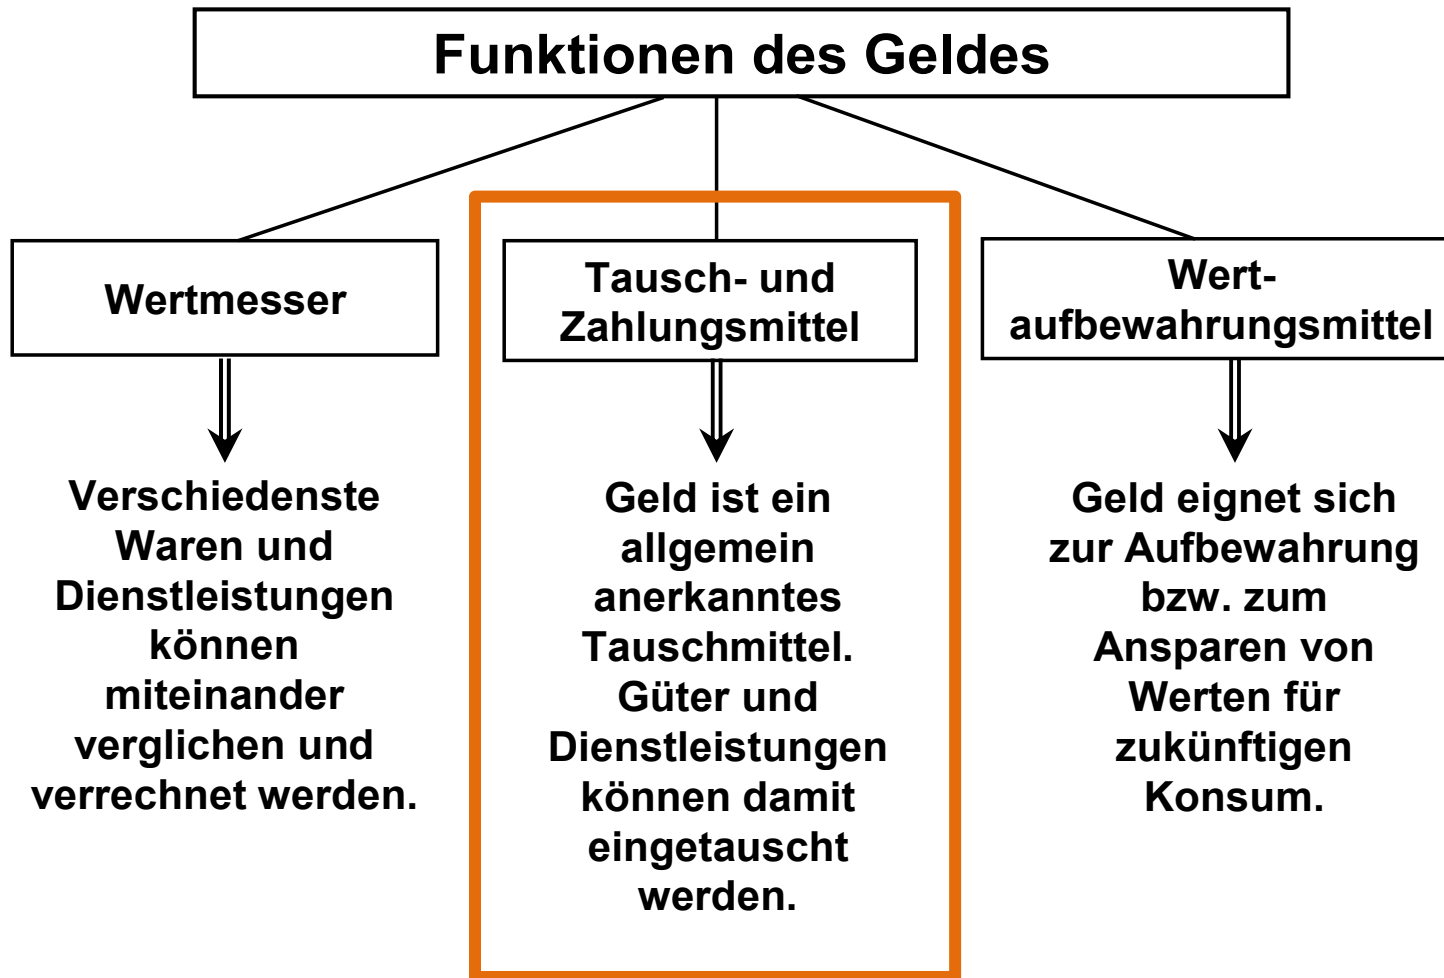 Funktionen des Geldes
Wertmesser
Verschiedenste
Waren und
Dienstleistungen
können
miteinander
verglichen und
verrechnet werden.
Tausch- und
Zahlungsmittel
Geld ist ein
allgemein
anerkanntes
Tauschmittel.
Güter und
Dienstleistungen
können damit
eingetauscht
werden.
Wert-
aufbewahrungsmittel
Geld eignet sich
zur Aufbewahrung
bzw. zum
Ansparen von
Werten für
zukünftigen
Konsum.